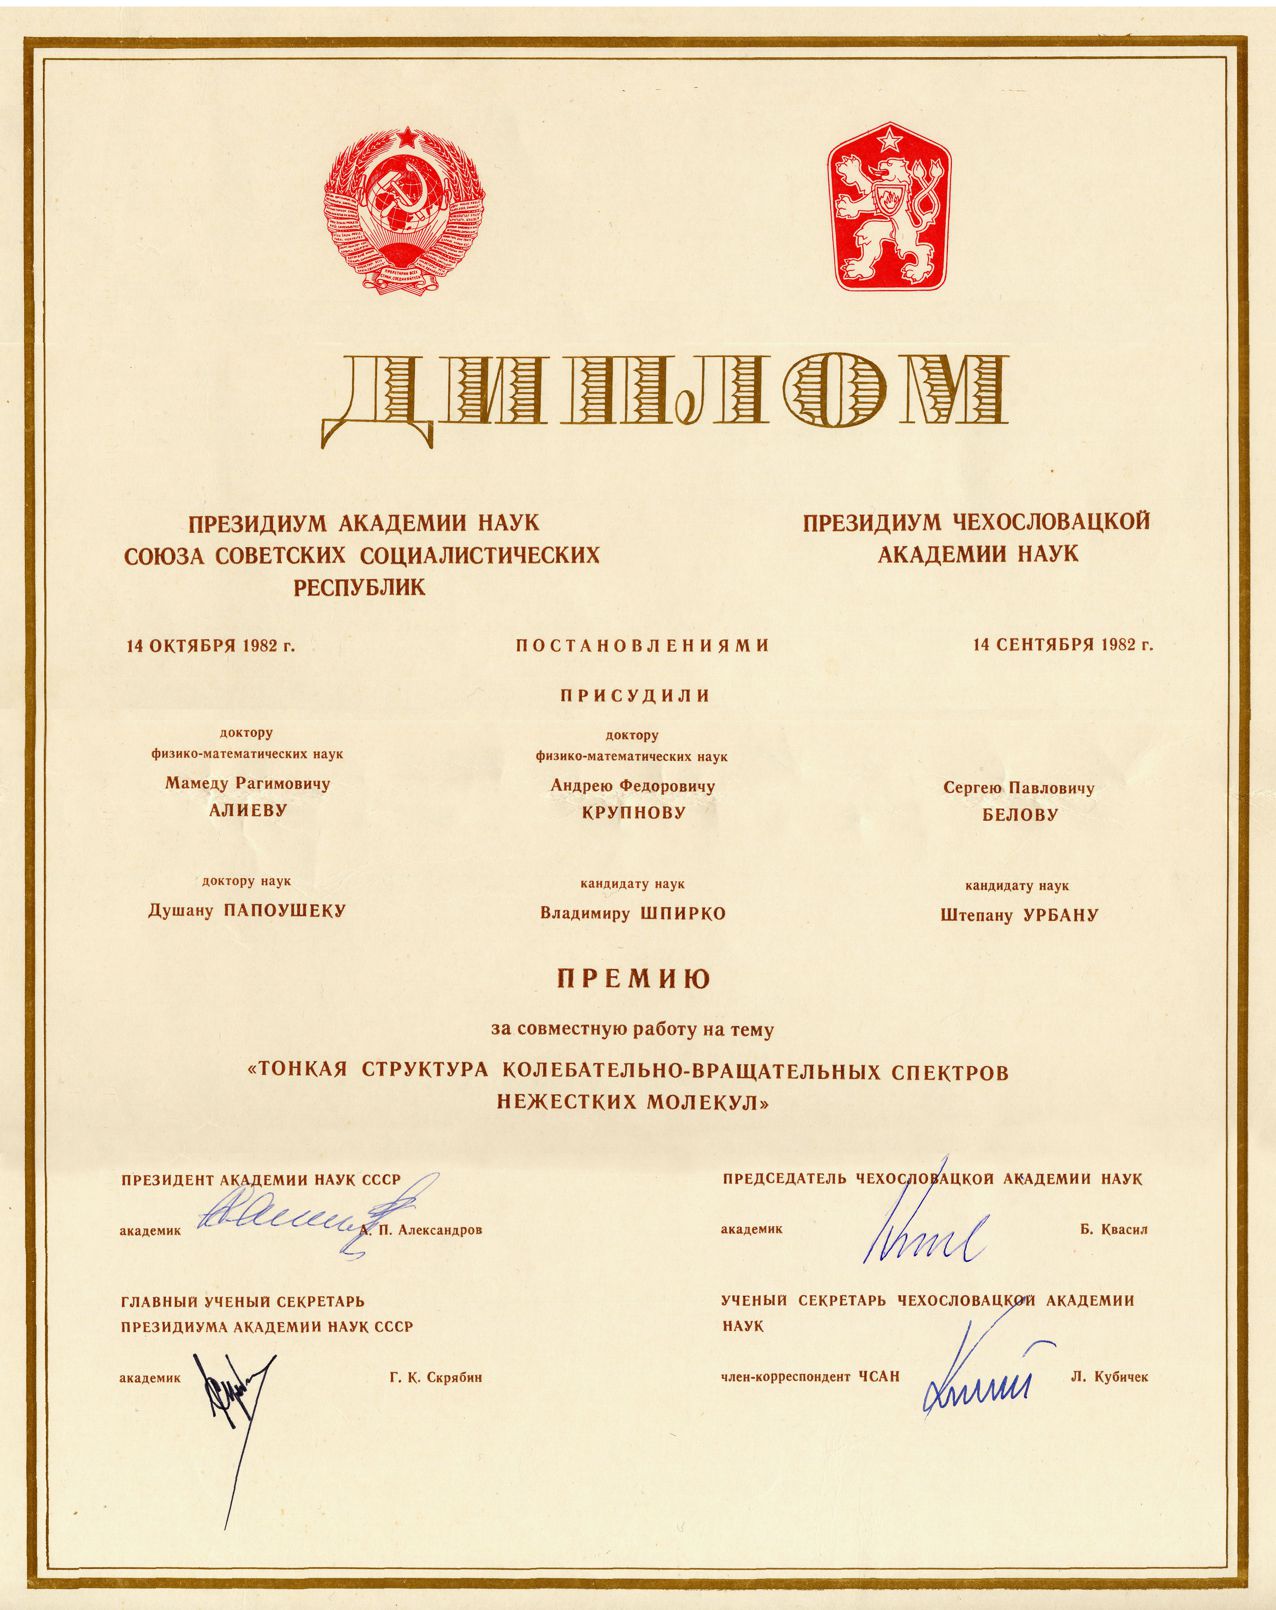 ДИПЛОМ
ПРЕЗИДИУМ АКАДЕМИИ НАУК
СОЮЗА СОВЕТСКИХ СОЦИАЛИСТИЧЕСКИХ
РЕСПУБЛИК
ПРЕЗИДИУМ ЧЕХОСЛОВАЦКОЙ
АКАДЕМИИ НАУК
14 ОКТЯБРЯ 1982 г.
ПОСТАНОВЛЕНИЯМИ
14 СЕНТЯБРЯ 1982 г.
ПРИСУДИЛИ
доктору
физико-математических наук
Мамеду Рагимовичу
АЛИЕВУ
доктору
физико-математических наук
Андрею Федоровичу
КРУПНОВУ
Сергею Павловичу
БЕЛОВУ
доктору наук
Душану ПАПОУШЕКУ
кандидату наук
Владимиру ШПИРКО
кандидату наук
Штепану УРБАНУ
ПРЕМИЮ
за совместную работу на тему
«ТОНКАЯ СТРУКТУРА КОЛЕБАТЕЛЬНО-ВРАЩАТЕЛЬНЫХ СПЕКТРОВ
НЕЖЕСТКИХ МОЛЕКУЛ»
ПРЕЗИДЕНТ АКАДЕМИИ НАУК СССР
академик А. П. Александров
ПРЕДСЕДАТЕЛЬ ЧЕХОСЛОВАЦКОЙ АКАДЕМИИ НАУК
академик Б. Квасил
ГЛАВНЫЙ УЧЕНЫЙ СЕКРЕТАРЬ
ПРЕЗИДИУМА АКАДЕМИИ НАУК СССР
академик Г. К. Скрябин
УЧЕНЫЙ СЕКРЕТАРЬ ЧЕХОСЛОВАЦКОЙ АКАДЕМИИ
НАУК
член-корреспондент ЧСАН Л. Кубичек